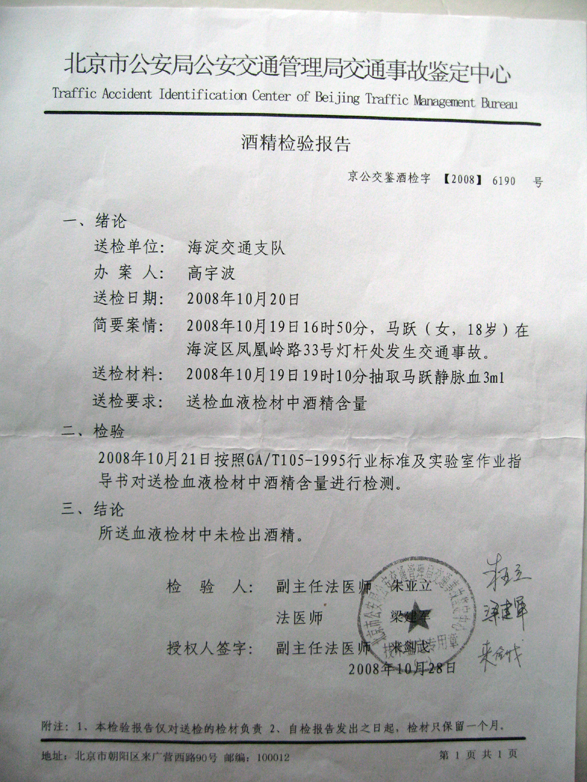 北京市公安局公安交通管理局交通事故鉴定中心
Traffic Accident Identification Center of Beijing Traffic Management Bureau
酒精检验报告
京公交鉴酒检字 【2008】 6190 号
一、绪论
送检单位： 海淀交通支队
办 案 人： 高宇波
送检日期： 2008年10月20日
简要案情： 2008年10月19日16时50分，马跃（女，18岁）在
海淀区凤凰岭路33号灯杆处发生交通事故。
送检材料： 2008年10月19日19时10分抽取马跃静脉血3ml
送检要求： 送检血液检材中酒精含量
二、检验
2008年10月21日按照GA/T105-1995行业标准及实验室作业指
导书对送检血液检材中酒精含量进行检测。
三、结论
所送血液检材中未检出酒精。
检 验 人： 副主任法医师 朱亚立
法医师 梁建军
授权人签字： 副主任法医师 来剑戎
2008年10月28日
附注：1、本检验报告仅对送检的检材负责 2、自检报告发出之日起，检材只保留一个月。
地址：北京市朝阳区来广营西路90号 邮编：100012 第 1 页 共 1 页